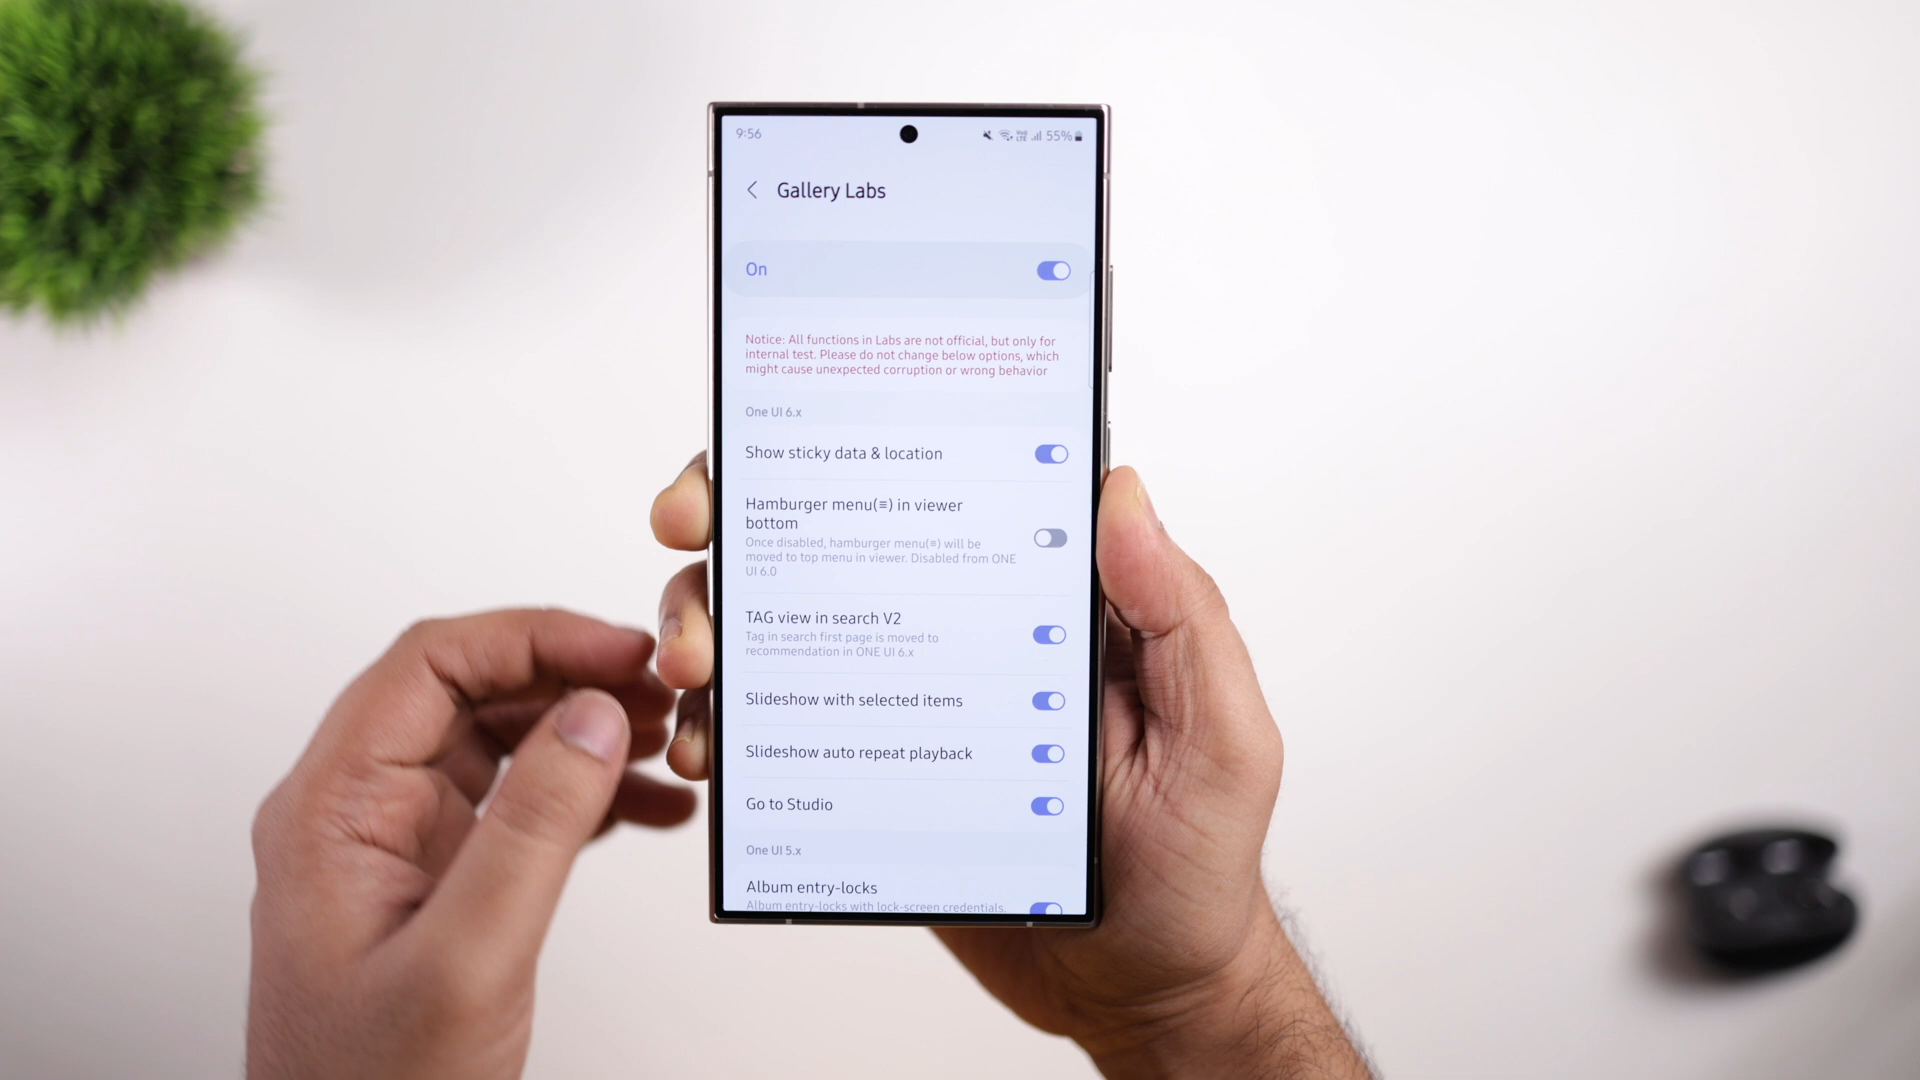 9:56
Vo)
LTE
55%
Gallery Labs
On
Notice: All functions in Labs are not official, but only for
internal test. Please do not change below options, which
might cause unexpected corruption or wrong behavior
One UI 6.x
Show sticky data & location
Hamburger menu(≡) in viewer
bottom
Once disabled, hamburger menu(≡) will be
moved to top menu in viewer. Disabled from ONE
UI 6.0
TAG view in search V2
Tag in search first page is moved to
recommendation in ONE UI 6.x
Slideshow with selected items
Slideshow auto repeat playback
Go to Studio
One UI 5.x
Album entry-locks
Album entry-locks with lock-screen credentials.